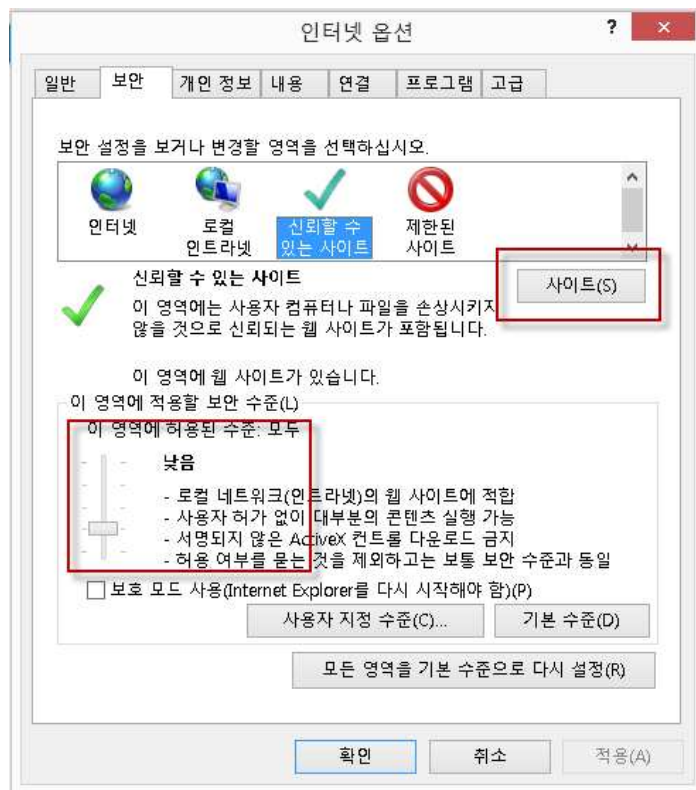 인터넷 옵션
일반 보안 개인 정보 내용 연결 프로그램 고급
보안 설정을 보거나 변경할 영역을 선택하십시오.
인터넷
로컬
인트라넷
신뢰할 수
있는 사이트
제한된
사이트
신뢰할 수 있는 사이트
사이트(S)
이 영역에는 사용자 컴퓨터나 파일을 손상시키지
않을 것으로 신뢰되는 웹 사이트가 포함됩니다.
이 영역에 웹 사이트가 있습니다.
이 영역에 적용할 보안 수준(L)
이 영역에 허용된 수준: 모두
낮음
- 로컬 네트워크(인트라넷)의 웹 사이트에 적합
- 사용자 허가 없이 대부분의 콘텐츠 실행 가능
- 서명되지 않은 ActiveX 컨트롤 다운로드 금지
- 허용 여부를 묻는 것을 제외하고는 보통 보안 수준과 동일
보호 모드 사용(Internet Explorer를 다시 시작해야 함)(P)
사용자 지정 수준(C)... 기본 수준(D)
모든 영역을 기본 수준으로 다시 설정(R)
확인 취소 적용(A)